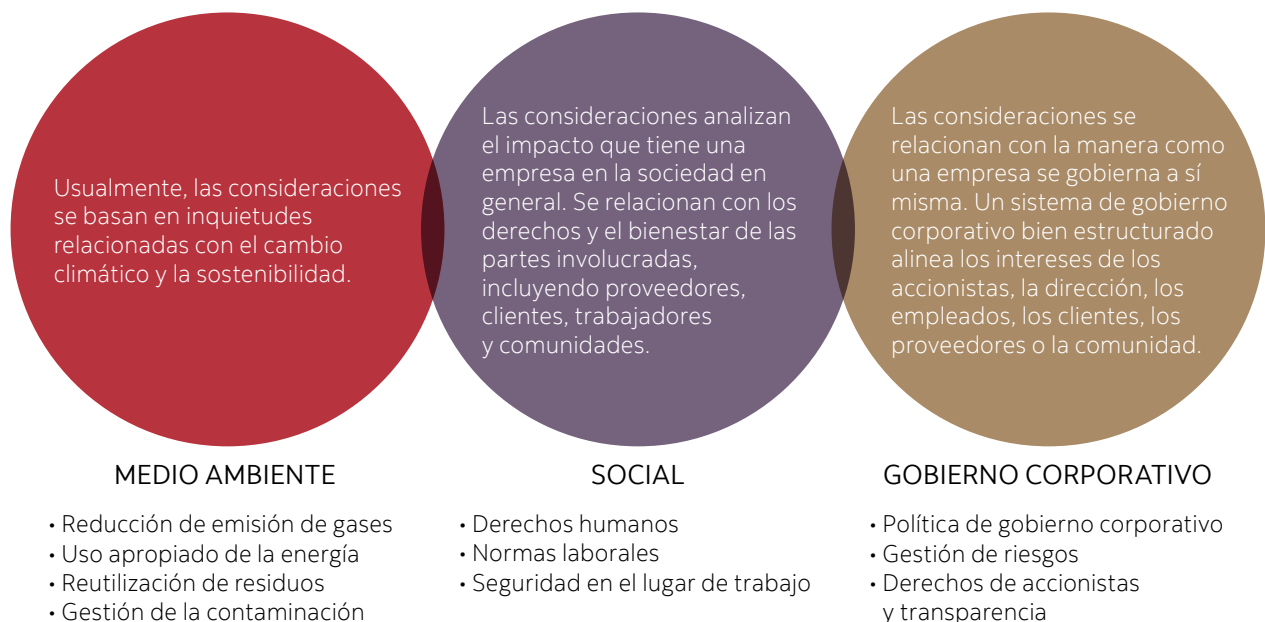 Usualmente, las consideraciones
se basan en inquietudes
relacionadas con el cambio
climático y la sostenibilidad.
Las consideraciones analizan
el impacto que tiene una
empresa en la sociedad en
general. Se relacionan con los
derechos y el bienestar de las
partes involucradas,
incluyendo proveedores,
clientes, trabajadores
y comunidades.
Las consideraciones se
relacionan con la manera como
una empresa se gobierna a sí
misma. Un sistema de gobierno
corporativo bien estructurado
alinea los intereses de los
accionistas, la dirección, los
empleados, los clientes, los
proveedores o la comunidad.
MEDIO AMBIENTE
• Reducción de emisión de gases
• Uso apropiado de la energía
• Reutilización de residuos
• Gestión de la contaminación
SOCIAL
• Derechos humanos
• Normas laborales
• Seguridad en el lugar de trabajo
GOBIERNO CORPORATIVO
• Política de gobierno corporativo
• Gestión de riesgos
• Derechos de accionistas
y transparencia